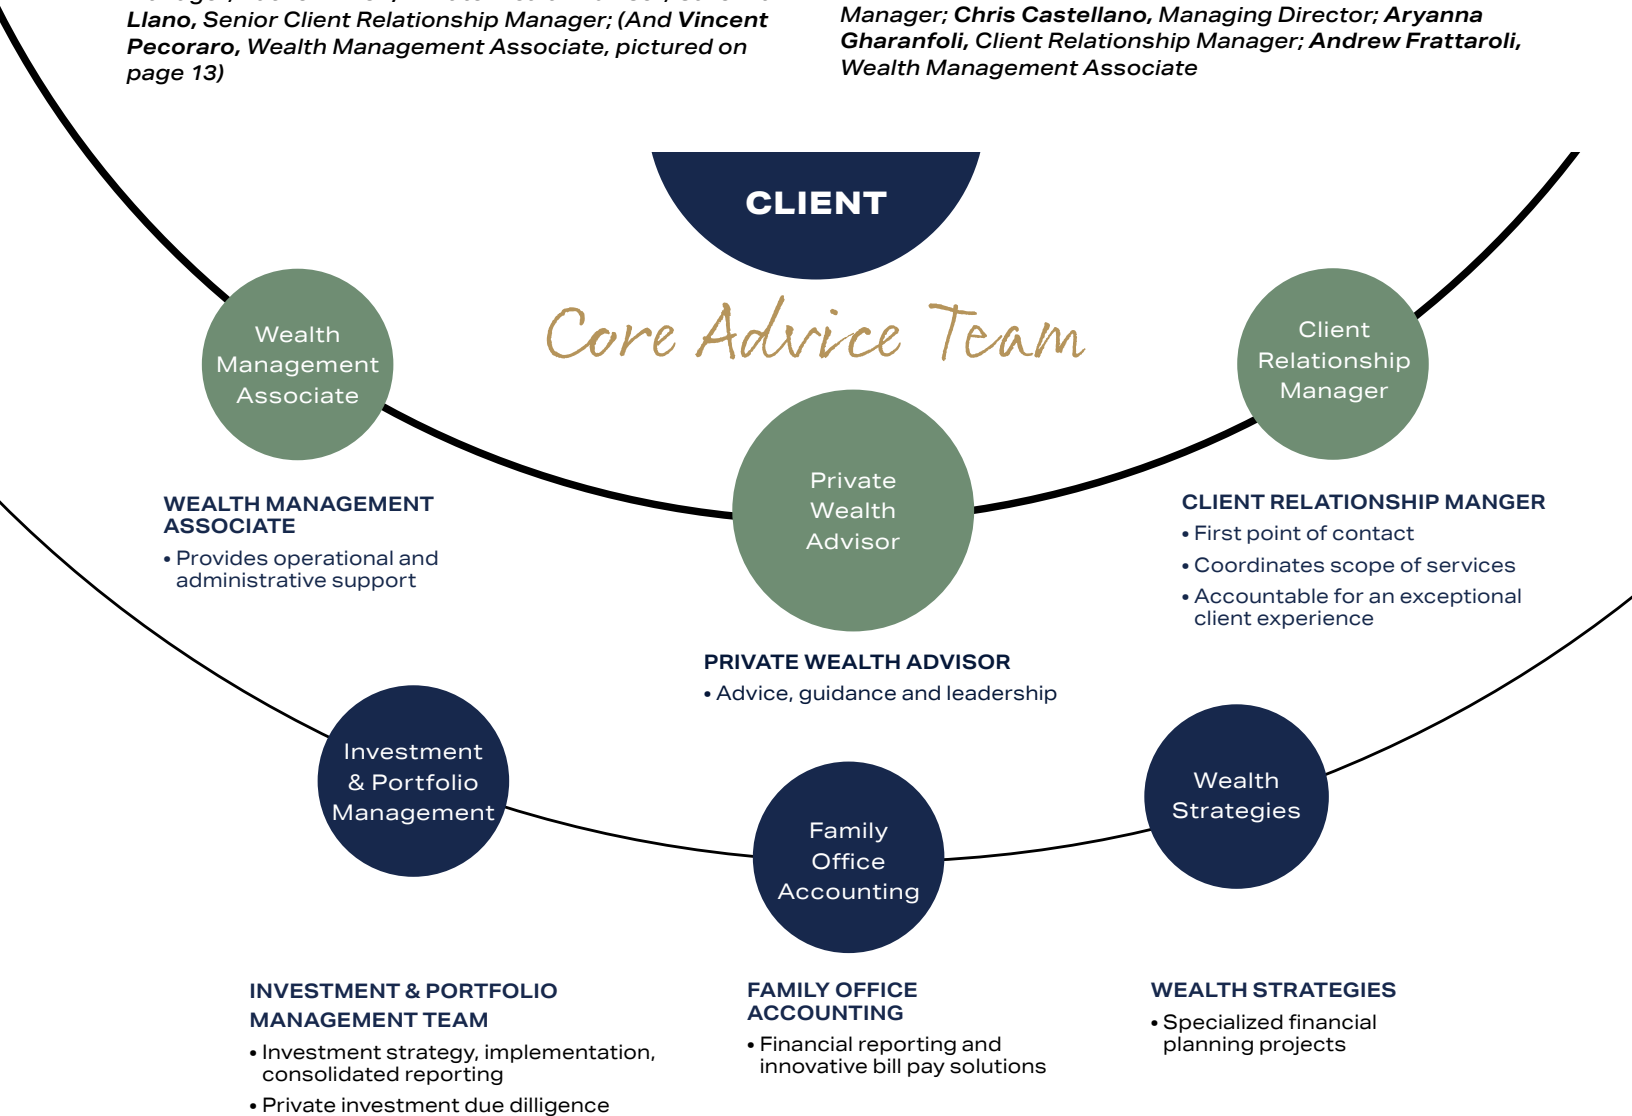 Llano, Senior Client Relationship Manager; (And Vincent
Pecoraro, Wealth Management Associate, pictured on
page 13)
Manager; Chris Castellano, Managing Director; Aryanna
Gharanfoli, Client Relationship Manager; Andrew Frattaroli,
Wealth Management Associate
CLIENT
Core Advice Team
Wealth
Management
Associate
Private
Wealth
Advisor
Client
Relationship
Manager
WEALTH MANAGEMENT
ASSOCIATE
• Provides operational and
administrative support
PRIVATE WEALTH ADVISOR
• Advice, guidance and leadership
CLIENT RELATIONSHIP MANGER
• First point of contact
• Coordinates scope of services
• Accountable for an exceptional
client experience
Investment
& Portfolio
Management
Family
Office
Accounting
Wealth
Strategies
INVESTMENT & PORTFOLIO
MANAGEMENT TEAM
• Investment strategy, implementation,
consolidated reporting
• Private investment due dilligence
FAMILY OFFICE
ACCOUNTING
• Financial reporting and
innovative bill pay solutions
WEALTH STRATEGIES
• Specialized financial
planning projects